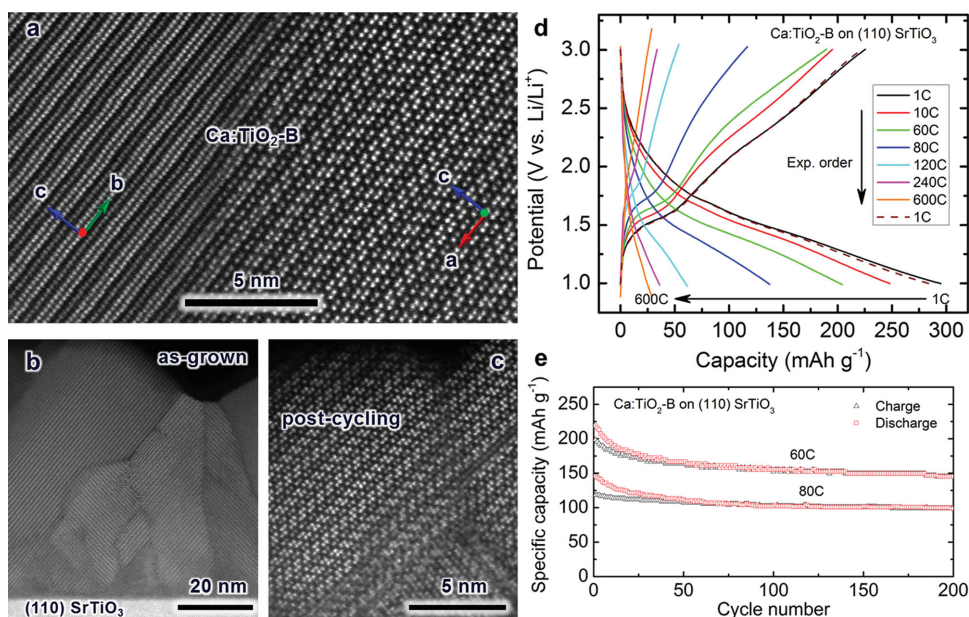 a
Ca:TiO₂-B
c
b
c
a
5 nm
b
as-grown
(110) SrTiO₃
20 nm
c
post-cycling
5 nm
d
Ca:TiO₂-B on (110) SrTiO₃
1C
10C
60C
80C
120C
240C
600C
1C
Exp. order
600C
1C
3.0
2.5
2.0
1.5
1.0
Potential (V vs. Li/Li⁺)
0 50 100 150 200 250 300
Capacity (mAh g⁻¹)
e
Ca:TiO₂-B on (110) SrTiO₃
Charge
Discharge
60C
80C
250
200
150
100
50
0
Specific capacity (mAh g⁻¹)
0 50 100 150 200
Cycle number